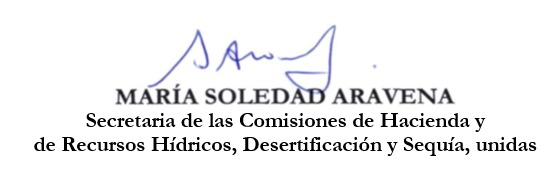 MARÍA SOLEDAD ARAVENA
Secretaria de las Comisiones de Hacienda y
de Recursos Hídricos, Desertificación y Sequía, unidas